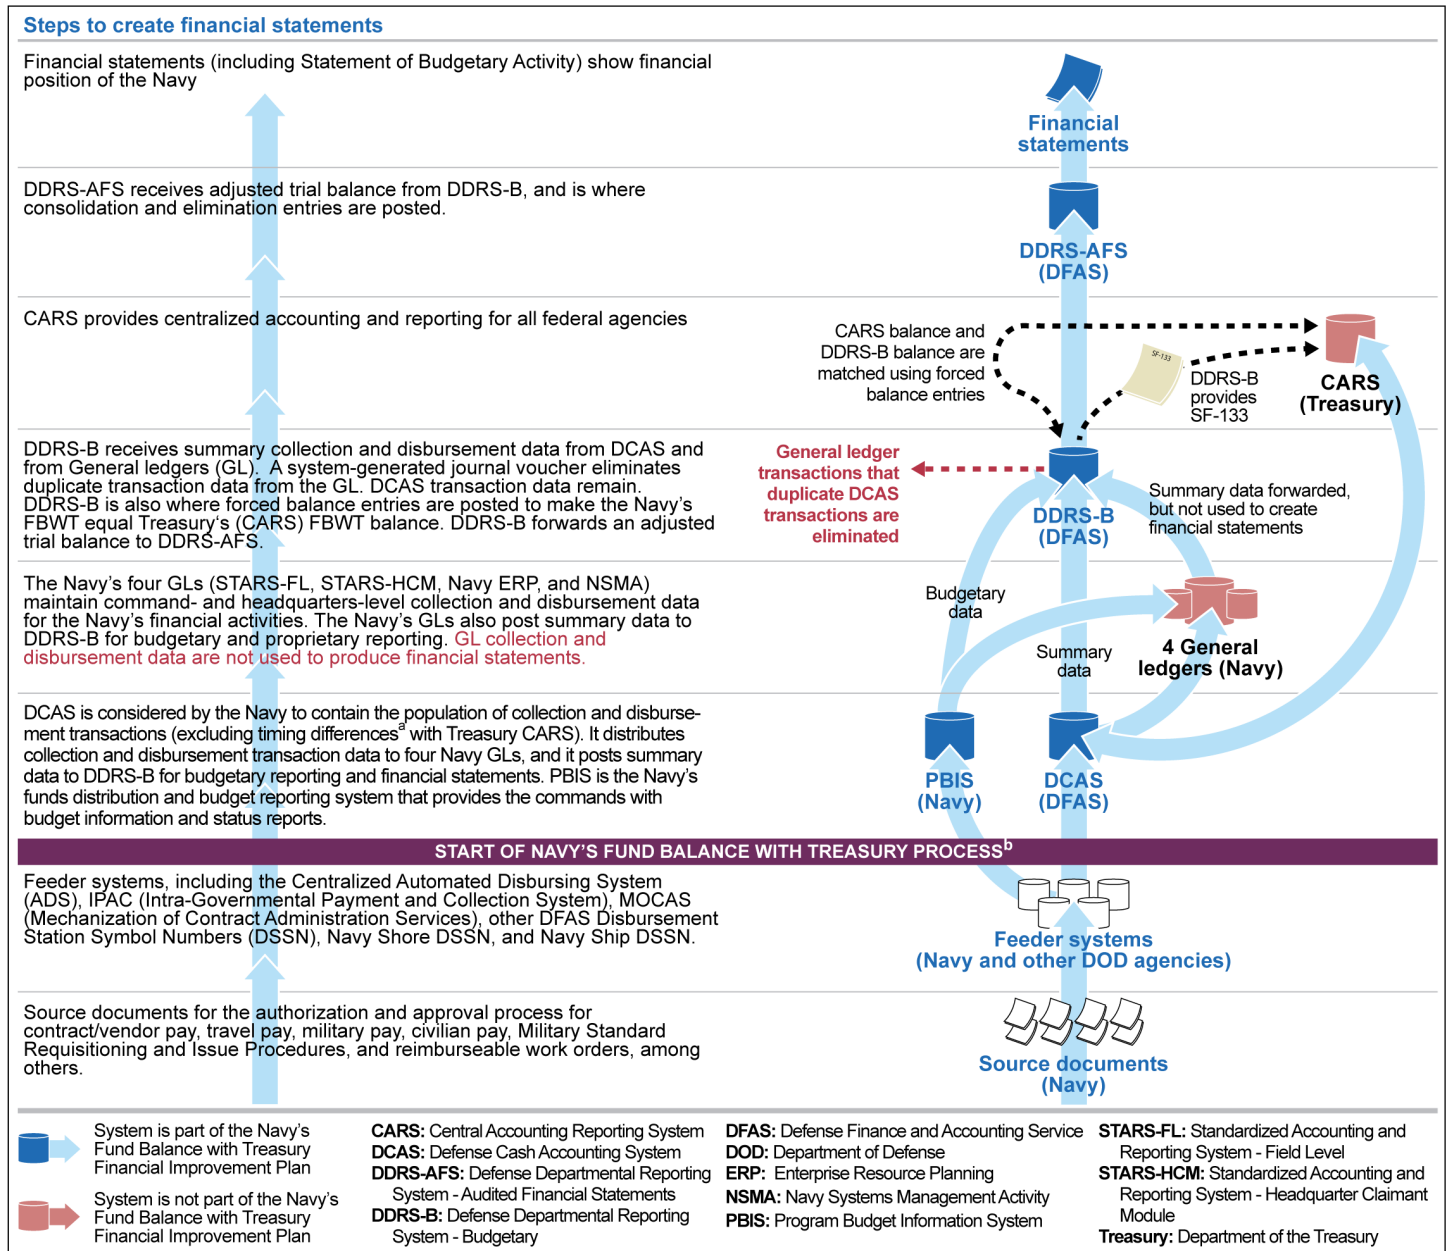 Steps to create financial statements
Financial statements (including Statement of Budgetary Activity) show financial
position of the Navy
Financial
statements
DDRS-AFS receives adjusted trial balance from DDRS-B, and is where
consolidation and elimination entries are posted.
DDRS-AFS
(DFAS)
CARS provides centralized accounting and reporting for all federal agencies
CARS balance and
DDRS-B balance are
matched using forced
balance entries
SF-133
DDRS-B
provides
SF-133
CARS
(Treasury)
DDRS-B receives summary collection and disbursement data from DCAS and
from General ledgers (GL). A system-generated journal voucher eliminates
duplicate transaction data from the GL. DCAS transaction data remain.
DDRS-B is also where forced balance entries are posted to make the Navy's
FBWT equal Treasury's (CARS) FBWT balance. DDRS-B forwards an adjusted
trial balance to DDRS-AFS.
General ledger
transactions that
duplicate DCAS
transactions are
eliminated
DDRS-B
(DFAS)
Summary data forwarded,
but not used to create
financial statements
The Navy's four GLs (STARS-FL, STARS-HCM, Navy ERP, and NSMA)
maintain command- and headquarters-level collection and disbursement data
for the Navy's financial activities. The Navy's GLs also post summary data to
DDRS-B for budgetary and proprietary reporting. GL collection and
disbursement data are not used to produce financial statements.
Budgetary
data
Summary
data
4 General
ledgers (Navy)
DCAS is considered by the Navy to contain the population of collection and disburse-
ment transactions (excluding timing differencesa with Treasury CARS). It distributes
collection and disbursement transaction data to four Navy GLs, and it posts summary
data to DDRS-B for budgetary reporting and financial statements. PBIS is the Navy's
funds distribution and budget reporting system that provides the commands with
budget information and status reports.
PBIS
(Navy)
DCAS
(DFAS)
START OF NAVY'S FUND BALANCE WITH TREASURY PROCESSb
Feeder systems, including the Centralized Automated Disbursing System
(ADS), IPAC (Intra-Governmental Payment and Collection System), MOCAS
(Mechanization of Contract Administration Services), other DFAS Disbursement
Station Symbol Numbers (DSSN), Navy Shore DSSN, and Navy Ship DSSN.
Feeder systems
(Navy and other DOD agencies)
Source documents for the authorization and approval process for
contract/vendor pay, travel pay, military pay, civilian pay, Military Standard
Requisitioning and Issue Procedures, and reimburseable work orders, among
others.
Source documents
(Navy)
System is part of the Navy's
Fund Balance with Treasury
Financial Improvement Plan
System is not part of the Navy's
Fund Balance with Treasury
Financial Improvement Plan
CARS: Central Accounting Reporting System
DCAS: Defense Cash Accounting System
DDRS-AFS: Defense Departmental Reporting
System - Audited Financial Statements
DDRS-B: Defense Departmental Reporting
System - Budgetary
DFAS: Defense Finance and Accounting Service
DOD: Department of Defense
ERP: Enterprise Resource Planning
NSMA: Navy Systems Management Activity
PBIS: Program Budget Information System
STARS-FL: Standardized Accounting and
Reporting System - Field Level
STARS-HCM: Standardized Accounting and
Reporting System - Headquarter Claimant
Module
Treasury: Department of the Treasury